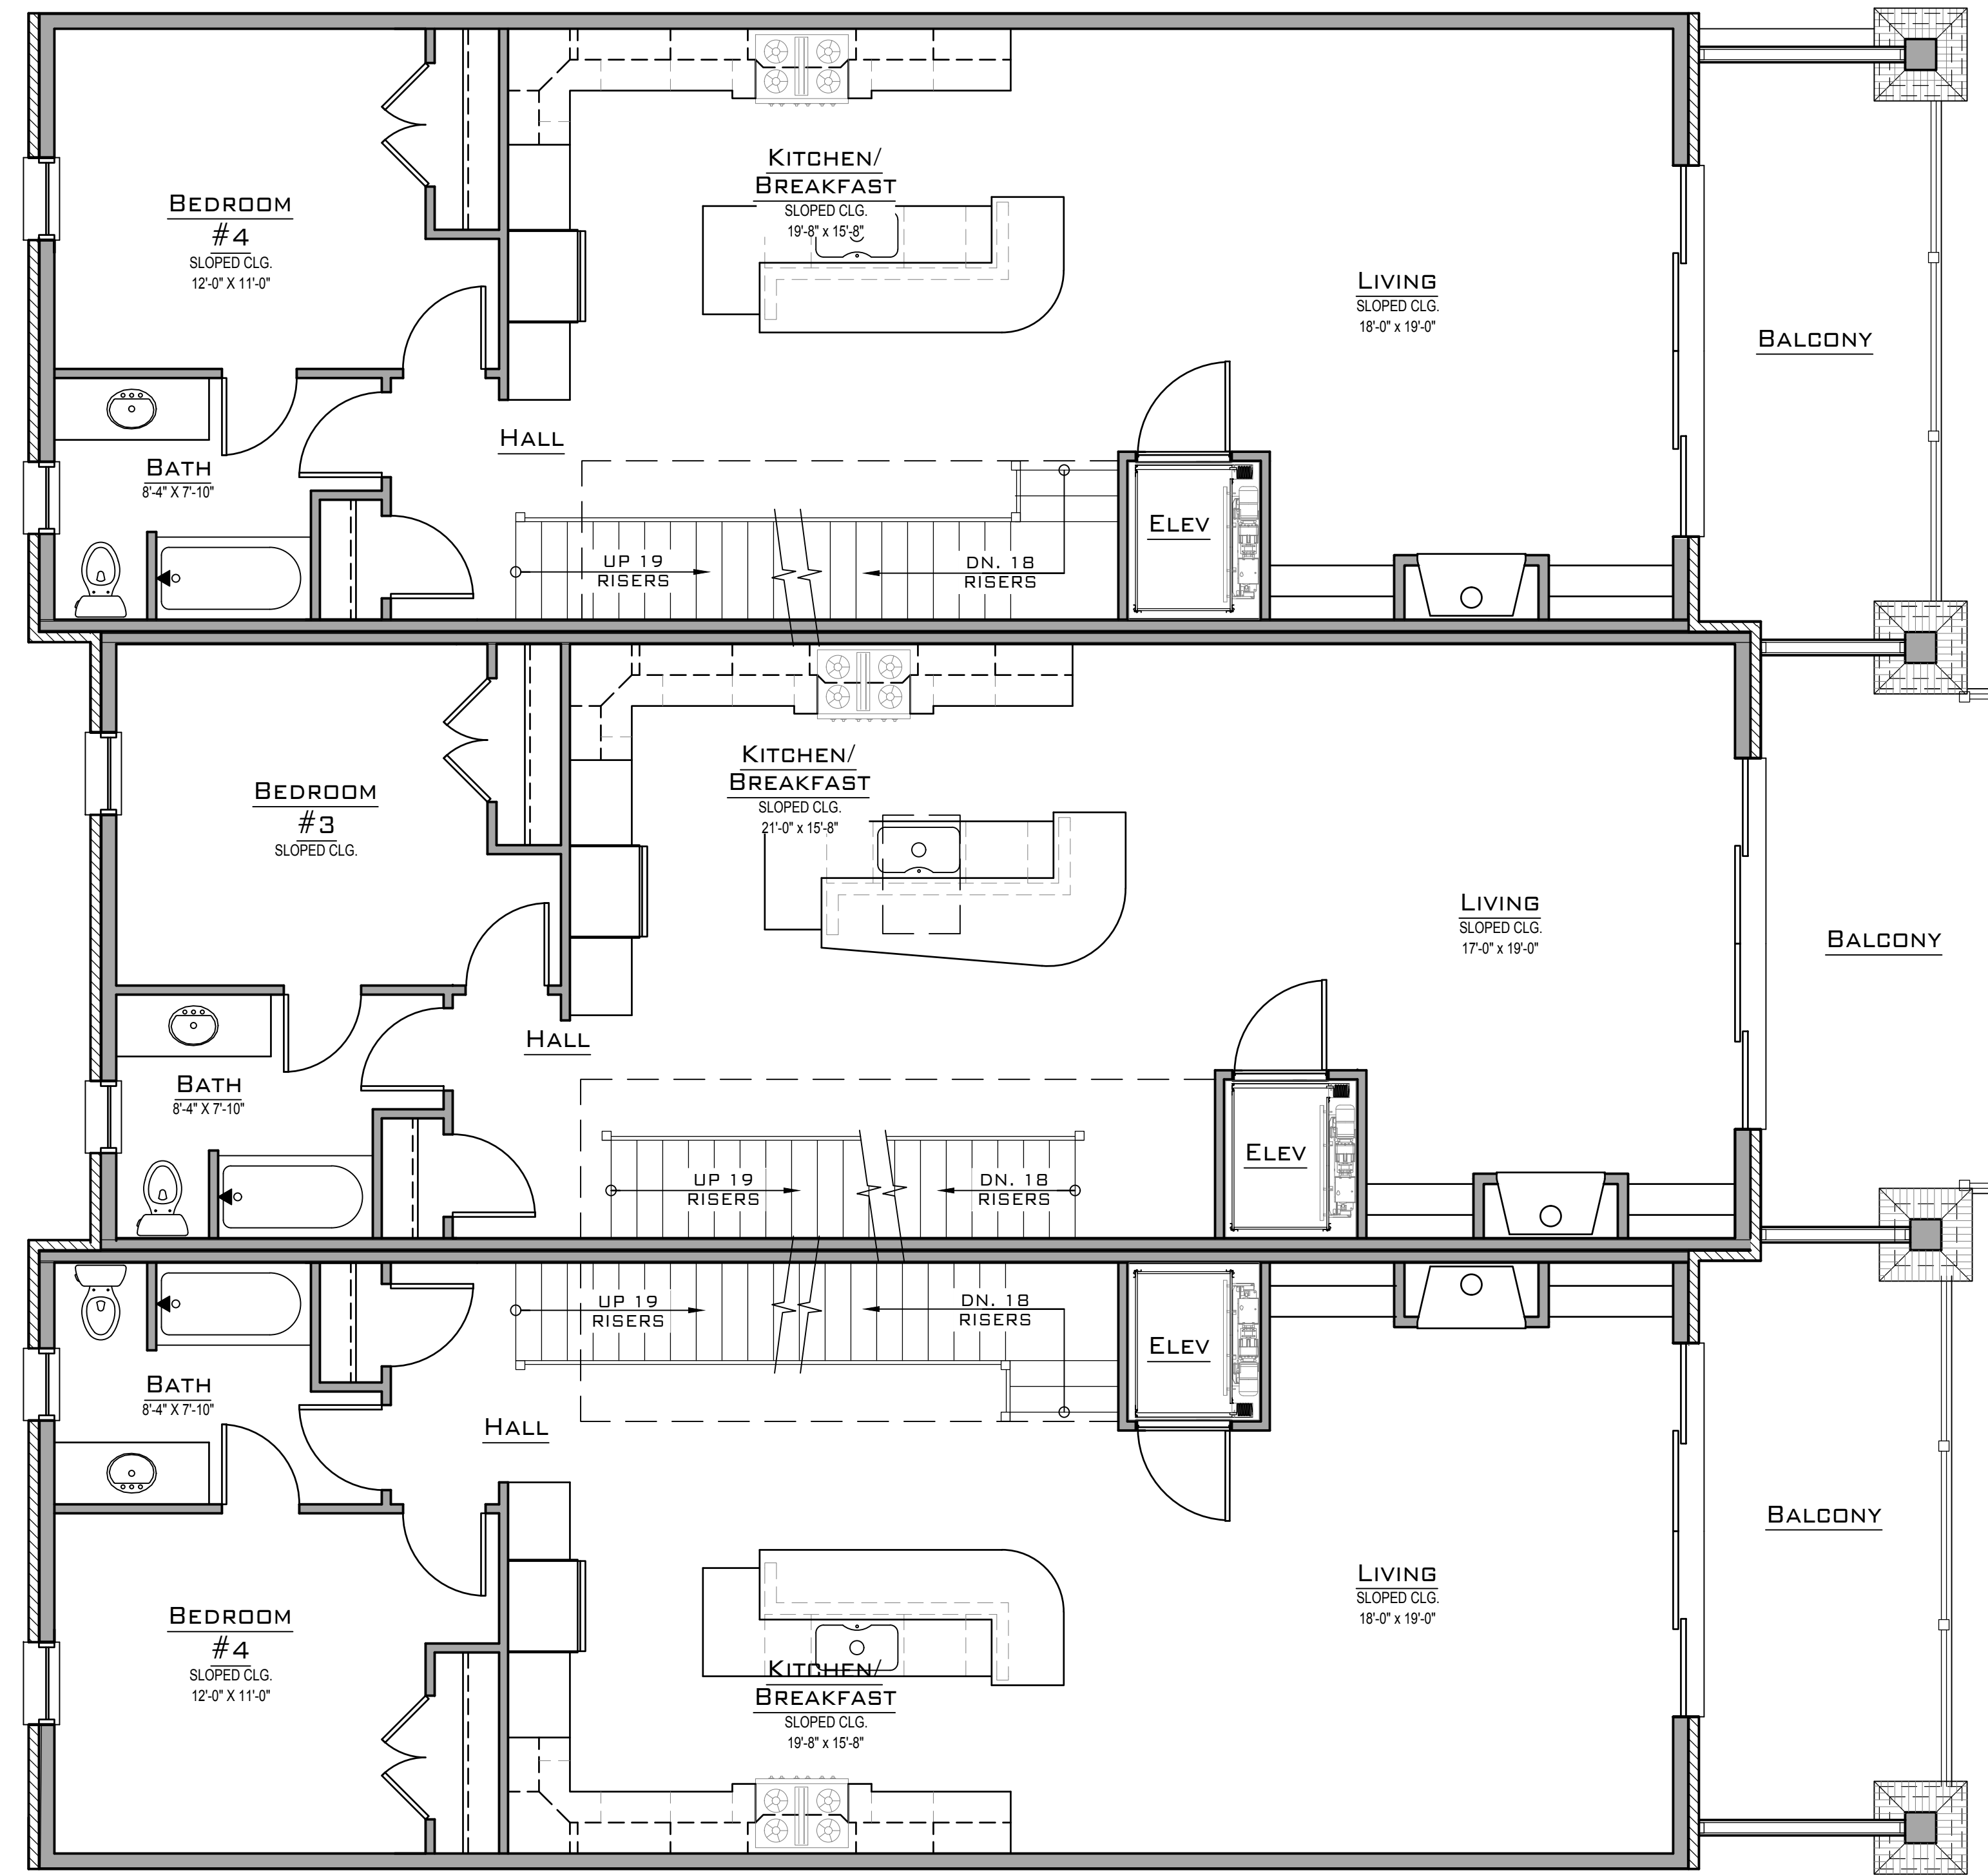 BEDROOM
#4
SLOPED CLG.
12'-0" X 11'-0"
KITCHEN/
BREAKFAST
SLOPED CLG.
19'-8" x 15'-8"
LIVING
SLOPED CLG.
18'-0" x 19'-0"
BALCONY
HALL
BATH
8'-4" X 7'-10"
UP 19
RISERS
DN. 18
RISERS
ELEV
BEDROOM
#3
SLOPED CLG.
KITCHEN/
BREAKFAST
SLOPED CLG.
21'-0" x 15'-8"
LIVING
SLOPED CLG.
17'-0" x 19'-0"
BALCONY
HALL
BATH
8'-4" X 7'-10"
UP 19
RISERS
DN. 18
RISERS
ELEV
UP 19
RISERS
DN. 18
RISERS
ELEV
BATH
8'-4" X 7'-10"
HALL
BALCONY
LIVING
SLOPED CLG.
18'-0" x 19'-0"
BEDROOM
#4
SLOPED CLG.
12'-0" X 11'-0"
KITCHEN/
BREAKFAST
SLOPED CLG.
19'-8" x 15'-8"